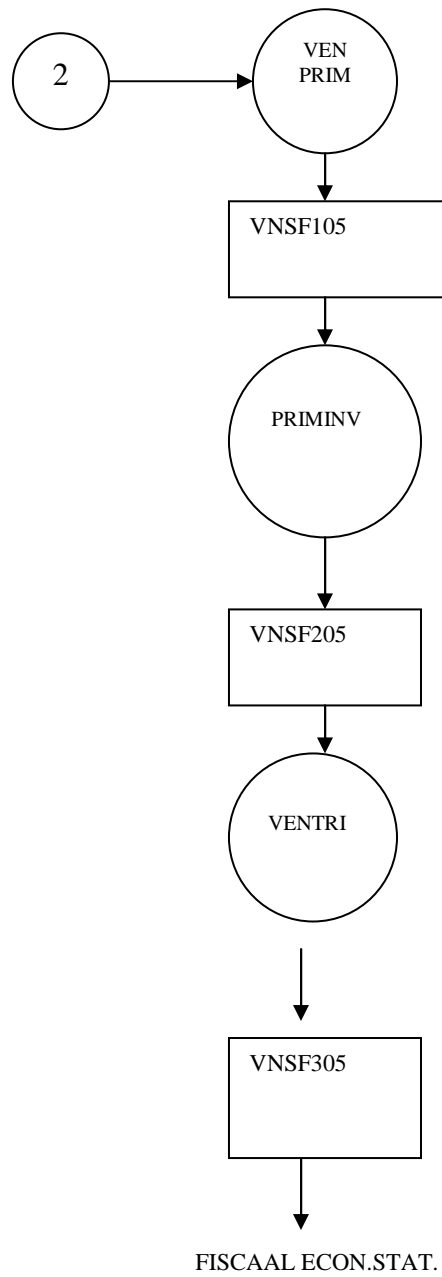 2
VEN
PRIM
VNSF105
PRIMINV
VNSF205
VENTRI
VNSF305
FISCAAL ECON.STAT.